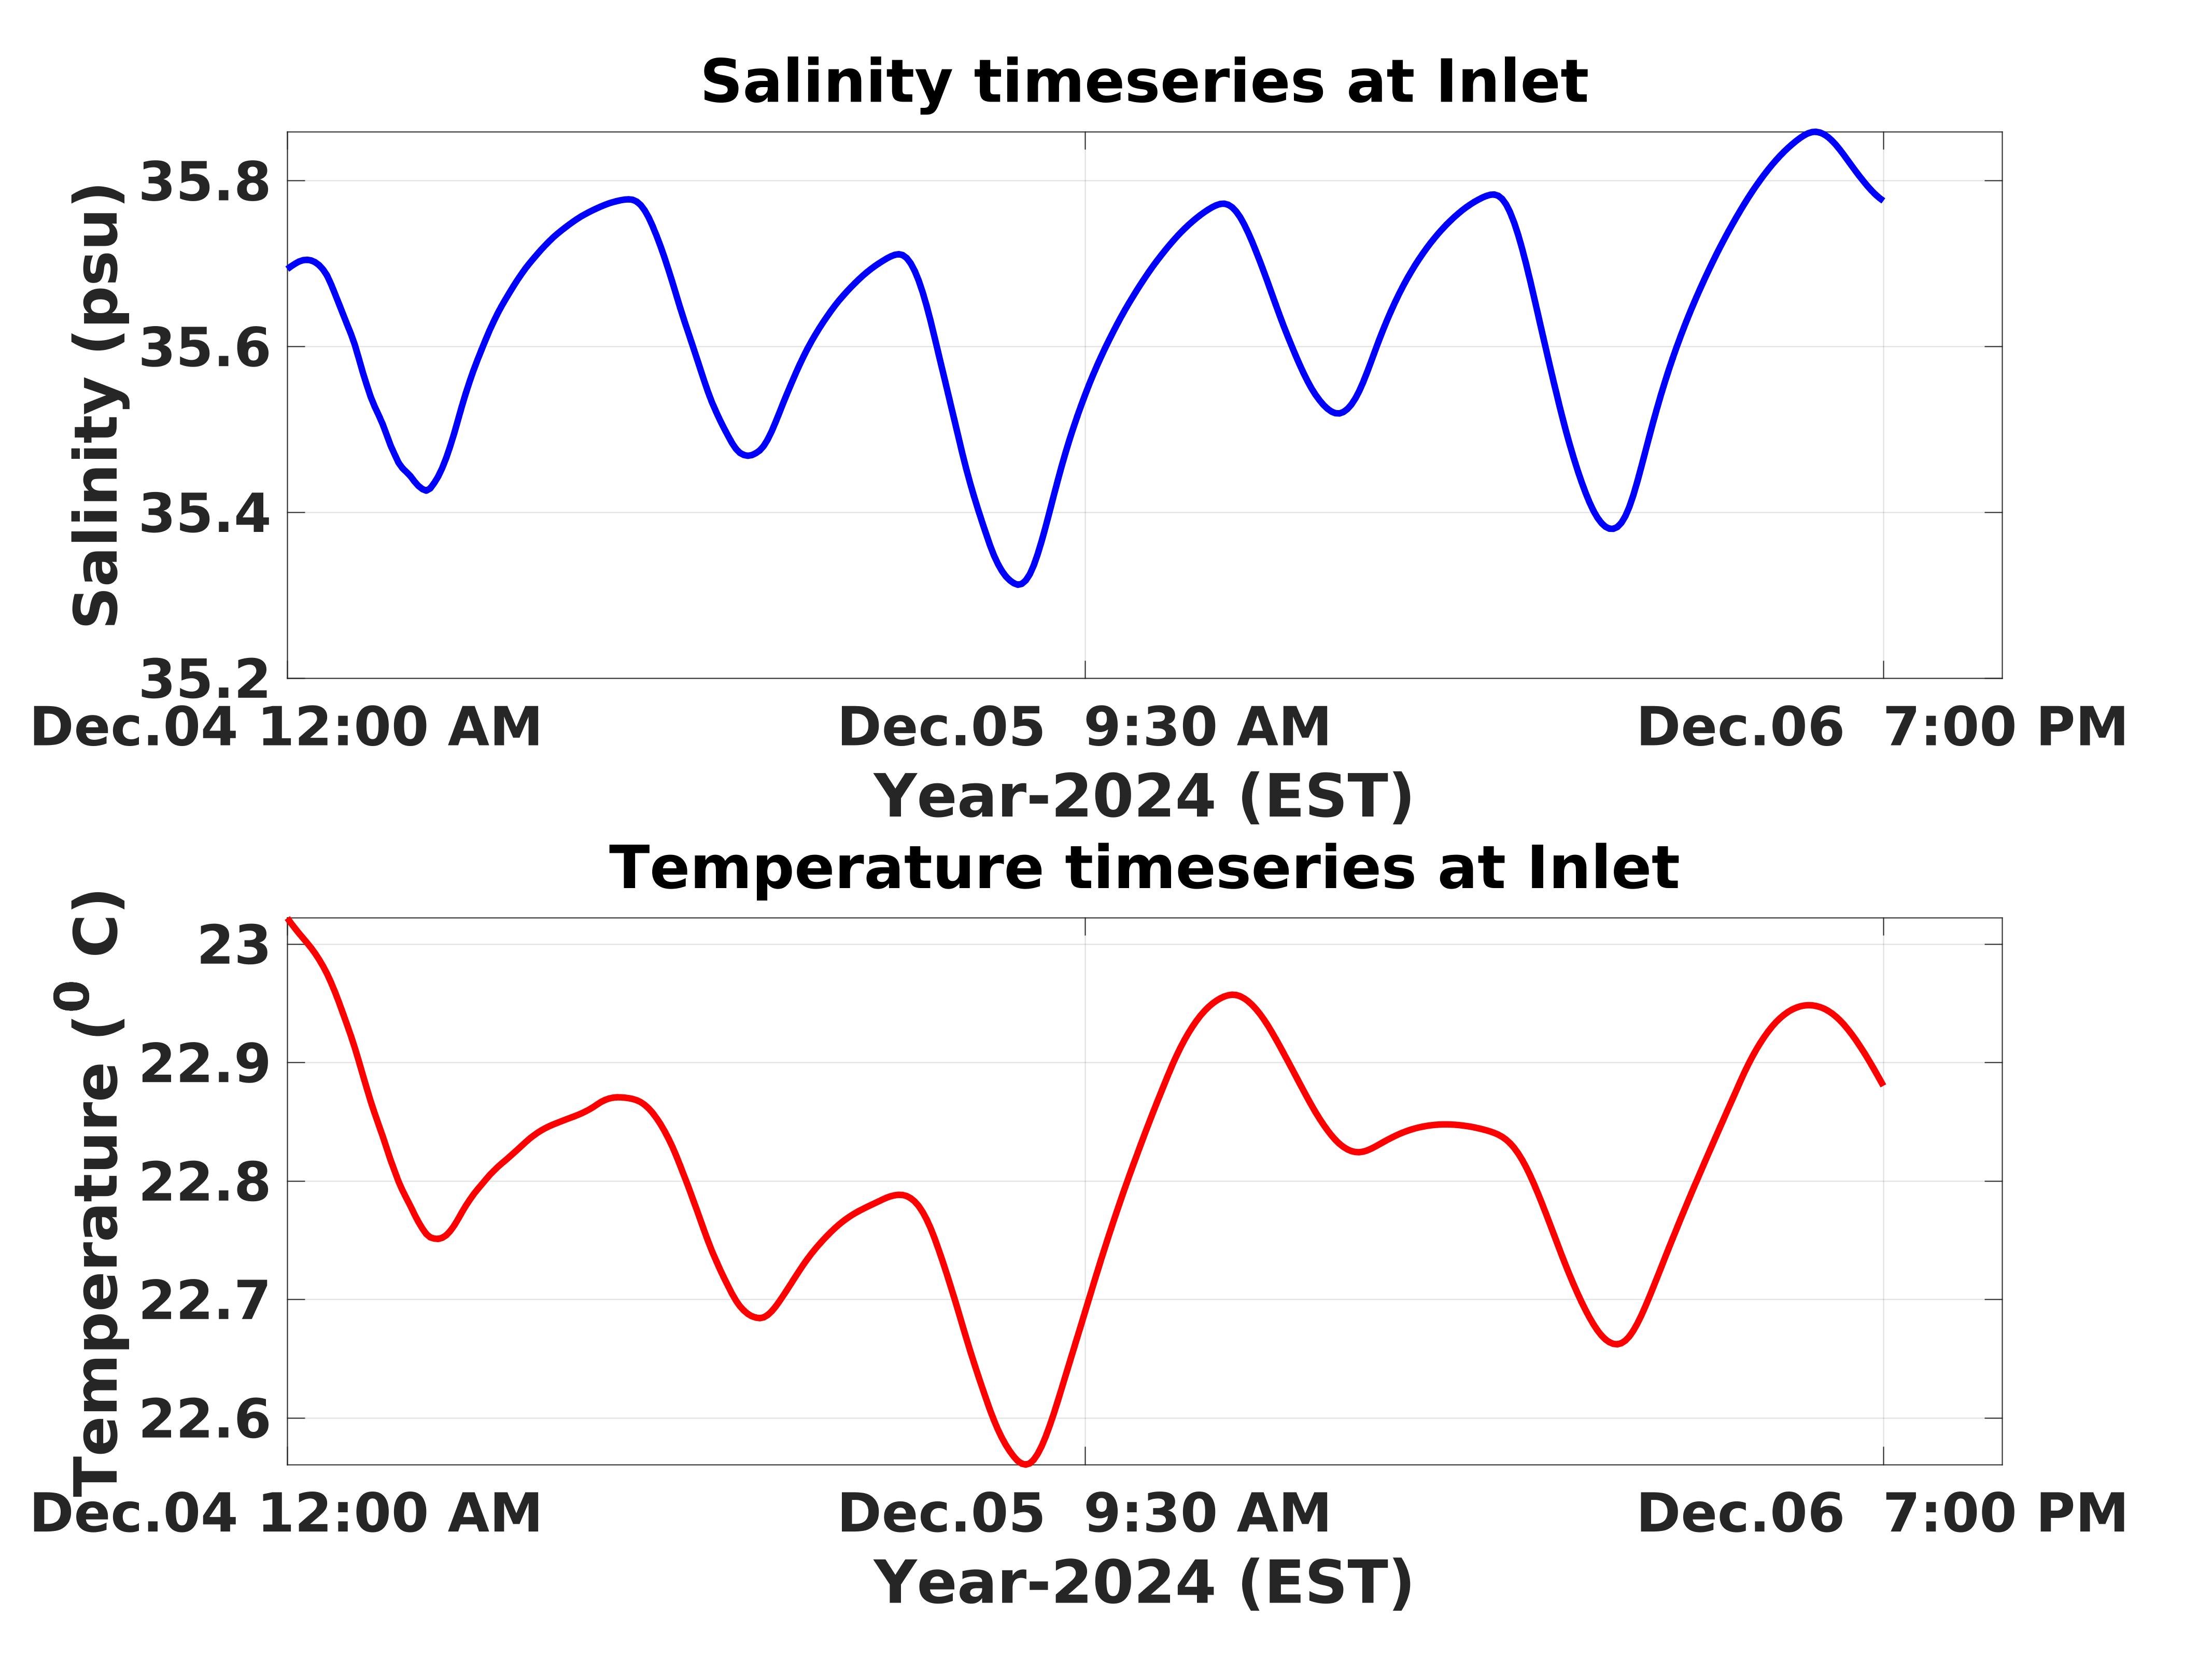 Salinity timeseries at Inlet
Salinity (psu)
35.8
35.6
35.4
35.2
Dec.04 12:00 AM
Dec.05  9:30 AM
Dec.06  7:00 PM
Year-2024 (EST)
Temperature timeseries at Inlet
Temperature (⁰ C)
23
22.9
22.8
22.7
22.6
Dec.04 12:00 AM
Dec.05  9:30 AM
Dec.06  7:00 PM
Year-2024 (EST)